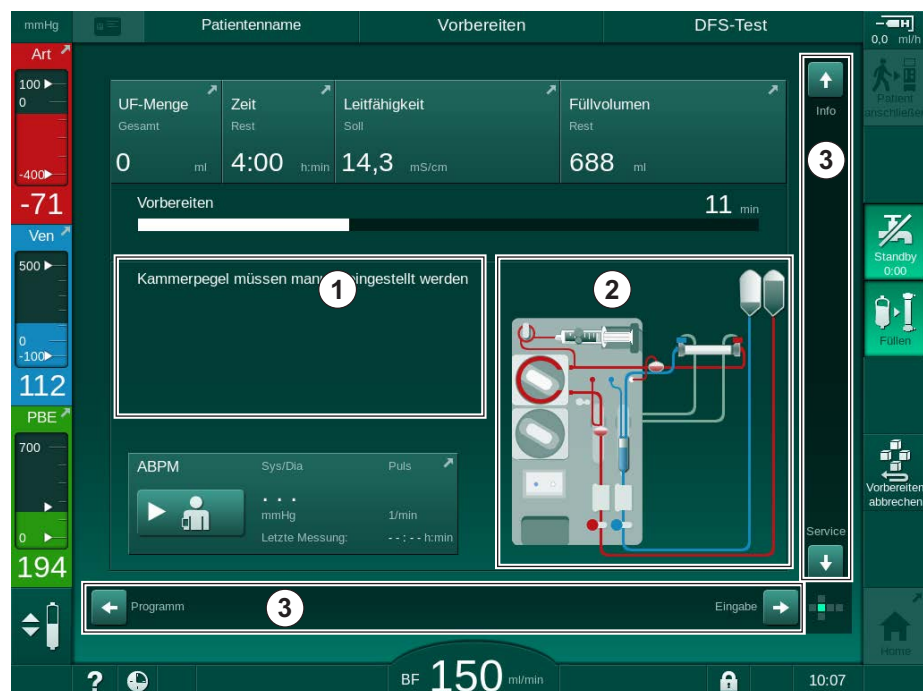 mmHg
Patientenname
Vorbereiten
DFS-Test
0,0 ml/h
Art
100
0
-400
-71
Ven
500
0
-100
112
PBE
700
0
194
UF-Menge
Gesamt
0 ml
Zeit
Rest
4:00 h:min
Leitfähigkeit
Soll
14,3 mS/cm
Füllvolumen
Rest
688 ml
Vorbereiten
11 min
Kammerpegel müssen manuell eingestellt werden
1
2
ABPM
Sys/Dia
Puls
. . .
mmHg
1/min
Letzte Messung:
--:-- h:min
Info
3
Service
Programm
3
Eingabe
Patient
anschließen
Standby
0:00
Füllen
Vorbereiten
abbrechen
Home
?
BF 150 ml/min
10:07